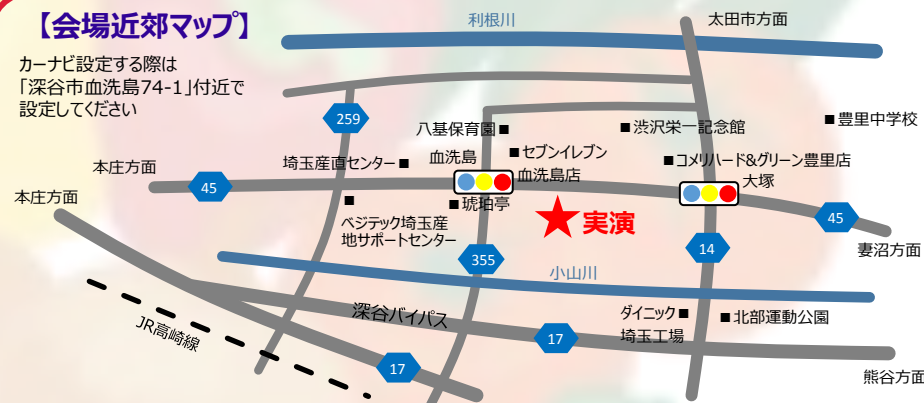 【会場近郊マップ】
カーナビ設定する際は
「深谷市血洗島74-1」付近で
設定してください
利根川
太田市方面
259
八基保育園
渋沢栄一記念館
豊里中学校
本庄方面
埼玉産直センター
血洗島
セブンイレブン
血洗島店
コメリハード&グリーン豊里店
大塚
本庄方面
45
ベジテック埼玉産
地サポートセンター
琥珀亭
実演
45
妻沼方面
355
14
小山川
JR高崎線
深谷バイパス
17
17
ダイニック
埼玉工場
北部運動公園
熊谷方面